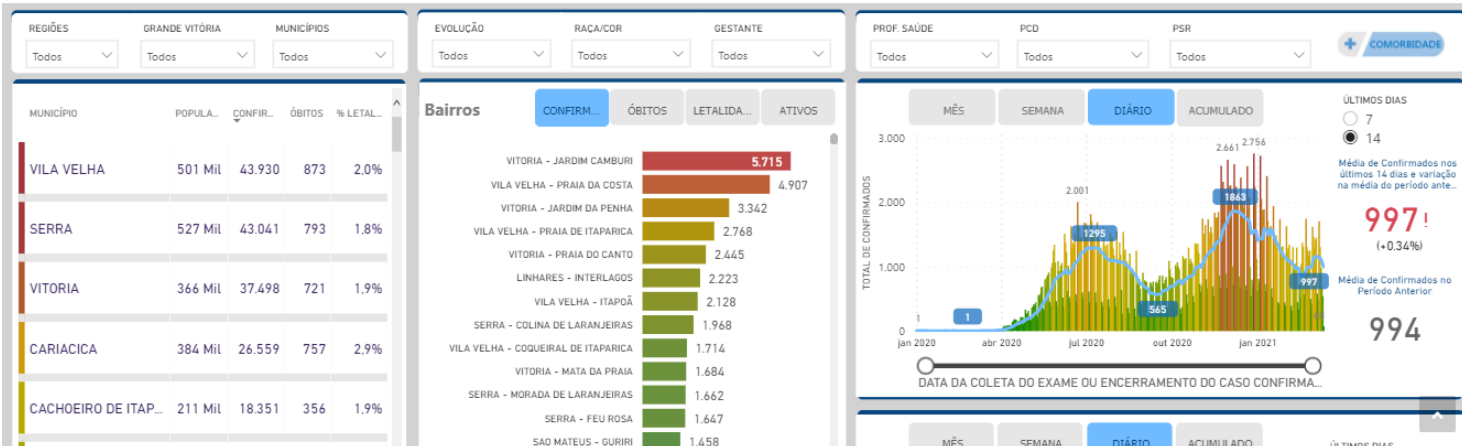 REGIÕES GRANDE VITÓRIA MUNICÍPIOS
Todos Todos Todos
MUNICÍPIO POPULA... CONFIR... ÓBITOS % LETAL...
VILA VELHA 501 Mil 43.930 873 2,0%
SERRA 527 Mil 43.041 793 1,8%
VITORIA 366 Mil 37.498 721 1,9%
CARIACICA 384 Mil 26.559 757 2,9%
CACHOEIRO DE ITAP... 211 Mil 18.351 356 1,9%
EVOLUÇÃO RAÇA/COR GESTANTE
Todos Todos Todos
Bairros CONFIRM... ÓBITOS LETALIDA... ATIVOS
VITORIA - JARDIM CAMBURI 5.715
VILA VELHA - PRAIA DA COSTA 4.907
VITORIA - JARDIM DA PENHA 3.342
VILA VELHA - PRAIA DE ITAPARICA 2.768
VITORIA - PRAIA DO CANTO 2.445
LINHARES - INTERLAGOS 2.223
VILA VELHA - ITAPOÃ 2.128
SERRA - COLINA DE LARANJEIRAS 1.968
VILA VELHA - COQUEIRAL DE ITAPARICA 1.714
VITORIA - MATA DA PRAIA 1.684
SERRA - MORADA DE LARANJEIRAS 1.662
SERRA - FEU ROSA 1.647
SAO MATEUS - GURIRI 1.458
PROF. SAÚDE PCD PSR
Todos Todos Todos
COMORBIDADE
MÊS SEMANA DIÁRIO ACUMULADO
TOTAL DE CONFIRMADOS
3.000
2.000
1.000
0
2.661 2.756
2.001
1863
1295
997
565
1 1
jan 2020 abr 2020 jul 2020 out 2020 jan 2021
DATA DA COLETA DO EXAME OU ENCERRAMENTO DO CASO CONFIRMA...
ÚLTIMOS DIAS
7
14
Média de Confirmados nos
últimos 14 dias e variação
na média do período ante...
997!
(+0.34%)
Média de Confirmados no
Período Anterior
994
MÊS SEMANA DIÁRIO ACUMULADO
ÚLTIMOS DIAS